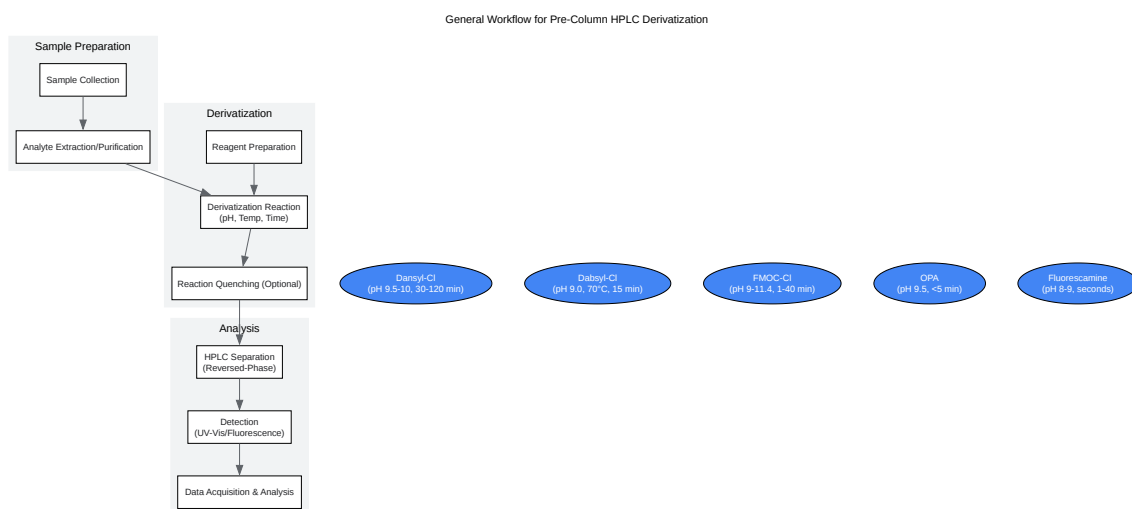 General Workflow for Pre-Column HPLC Derivatization
Sample Preparation
Sample Collection
Analyte Extraction/Purification
Derivatization
Reagent Preparation
Derivatization Reaction
(pH, Temp, Time)
Reaction Quenching (Optional)
Dansyl-Cl
(pH 9.5-10, 30-120 min)
Dabsyl-Cl
(pH 9.0, 70°C, 15 min)
FMOC-Cl
(pH 9-11.4, 1-40 min)
OPA
(pH 9.5, <5 min)
Fluorescamine
(pH 8-9, seconds)
Analysis
HPLC Separation
(Reversed-Phase)
Detection
(UV-Vis/Fluorescence)
Data Acquisition & Analysis